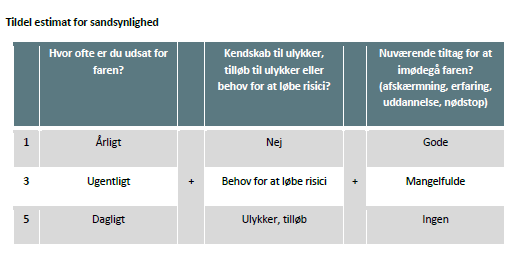 Tildel estimat for sandsynlighed
Hvor ofte er du udsat for
faren?
Kendskab til ulykker,
tilløb til ulykker eller
behov for at løbe risici?
Nuværende tiltag for at
imødegå faren?
(afskærmning, erfaring,
uddannelse, nødstop)
1 Årligt Nej Gode
3 Ugentligt + Behov for at løbe risici + Mangelfulde
5 Dagligt Ulykker, tilløb Ingen